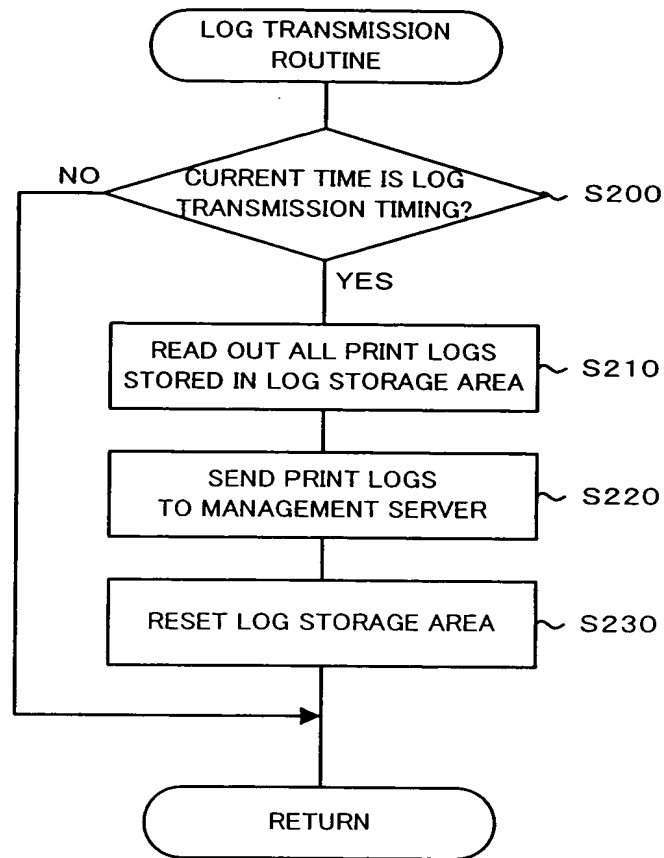 LOG TRANSMISSION
ROUTINE
NO
CURRENT TIME IS LOG
TRANSMISSION TIMING?
S200
YES
READ OUT ALL PRINT LOGS
STORED IN LOG STORAGE AREA
S210
SEND PRINT LOGS
TO MANAGEMENT SERVER
S220
RESET LOG STORAGE AREA
S230
RETURN